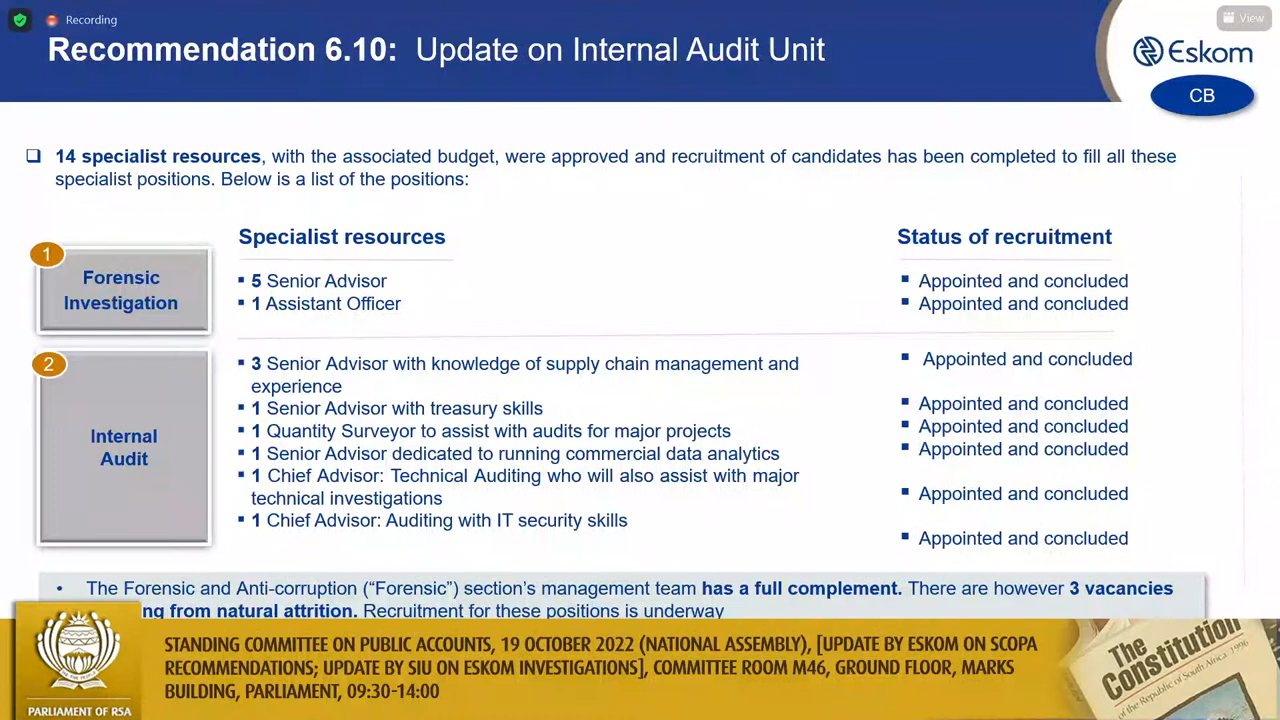 Recording
View
Recommendation 6.10: Update on Internal Audit Unit
Eskom
CB
14 specialist resources, with the associated budget, were approved and recruitment of candidates has been completed to fill all these
specialist positions. Below is a list of the positions:
Specialist resources
Status of recruitment
1
Forensic
Investigation
5 Senior Advisor
Appointed and concluded
1 Assistant Officer
Appointed and concluded
2
Internal
Audit
3 Senior Advisor with knowledge of supply chain management and
experience
Appointed and concluded
1 Senior Advisor with treasury skills
Appointed and concluded
1 Quantity Surveyor to assist with audits for major projects
Appointed and concluded
1 Senior Advisor dedicated to running commercial data analytics
Appointed and concluded
1 Chief Advisor: Technical Auditing who will also assist with major
technical investigations
Appointed and concluded
1 Chief Advisor: Auditing with IT security skills
Appointed and concluded
• The Forensic and Anti-corruption (“Forensic”) section’s management team has a full complement. There are however 3 vacancies
from natural attrition. Recruitment for these positions is underway
STANDING COMMITTEE ON PUBLIC ACCOUNTS, 19 OCTOBER 2022 (NATIONAL ASSEMBLY), [UPDATE BY ESKOM ON SCOPA
RECOMMENDATIONS; UPDATE BY SIU ON ESKOM INVESTIGATIONS], COMMITTEE ROOM M46, GROUND FLOOR, MARKS
BUILDING, PARLIAMENT, 09:30-14:00
PARLIAMENT OF RSA
The
Constitution
of the Republic of South Africa, 1996